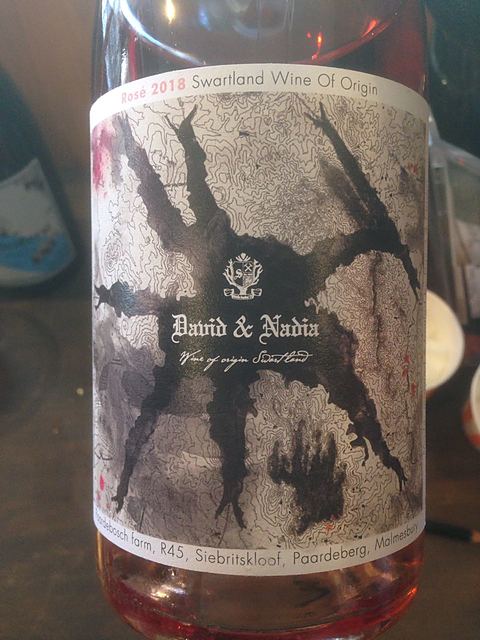 Rosé 2018 Swartland Wine Of Origin
David & Nadia
Wine of origin Swartland
farm, R45, Siebritskloof, Paardeberg, Malmesbury